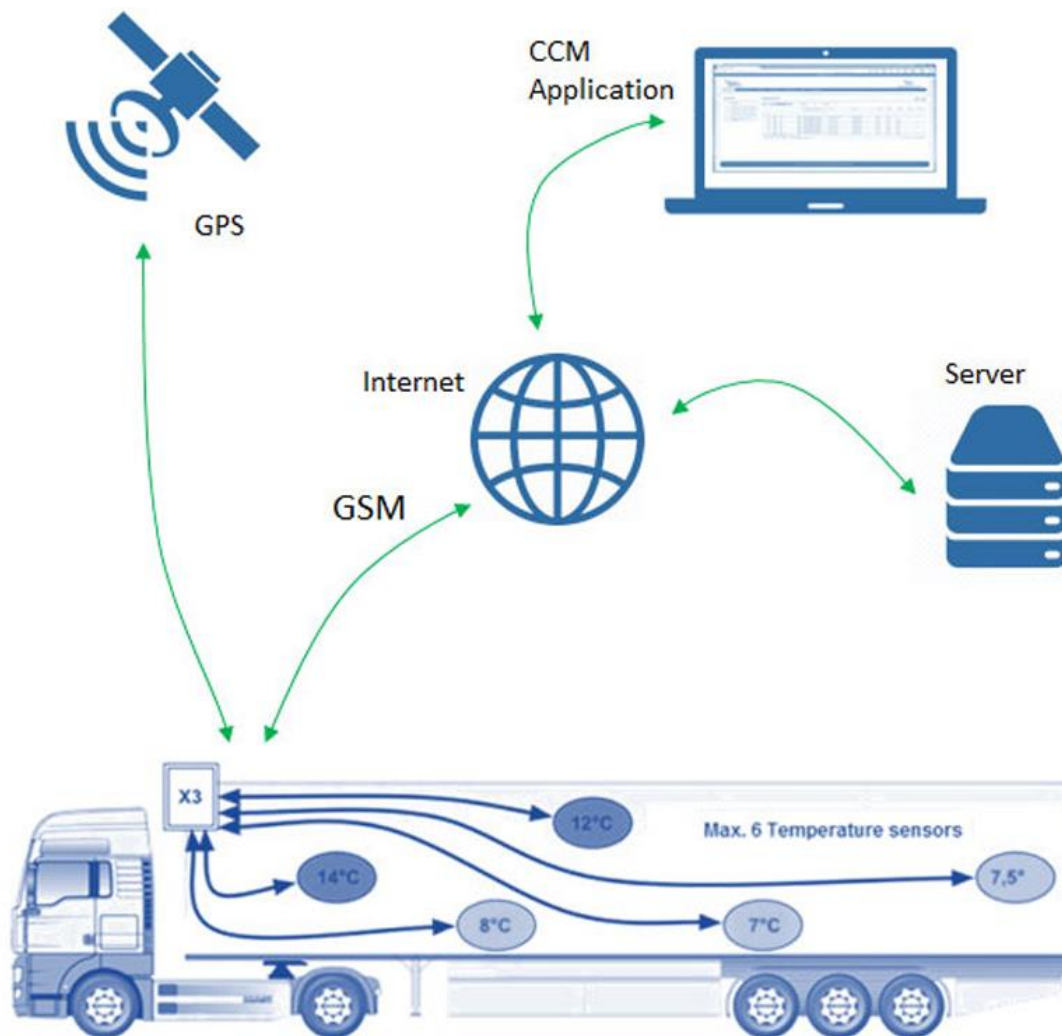 CCM
Application
GPS
Internet
Server
GSM
X3
12°C
Max. 6 Temperature sensors
14°C
7,5°
8°C
7°C